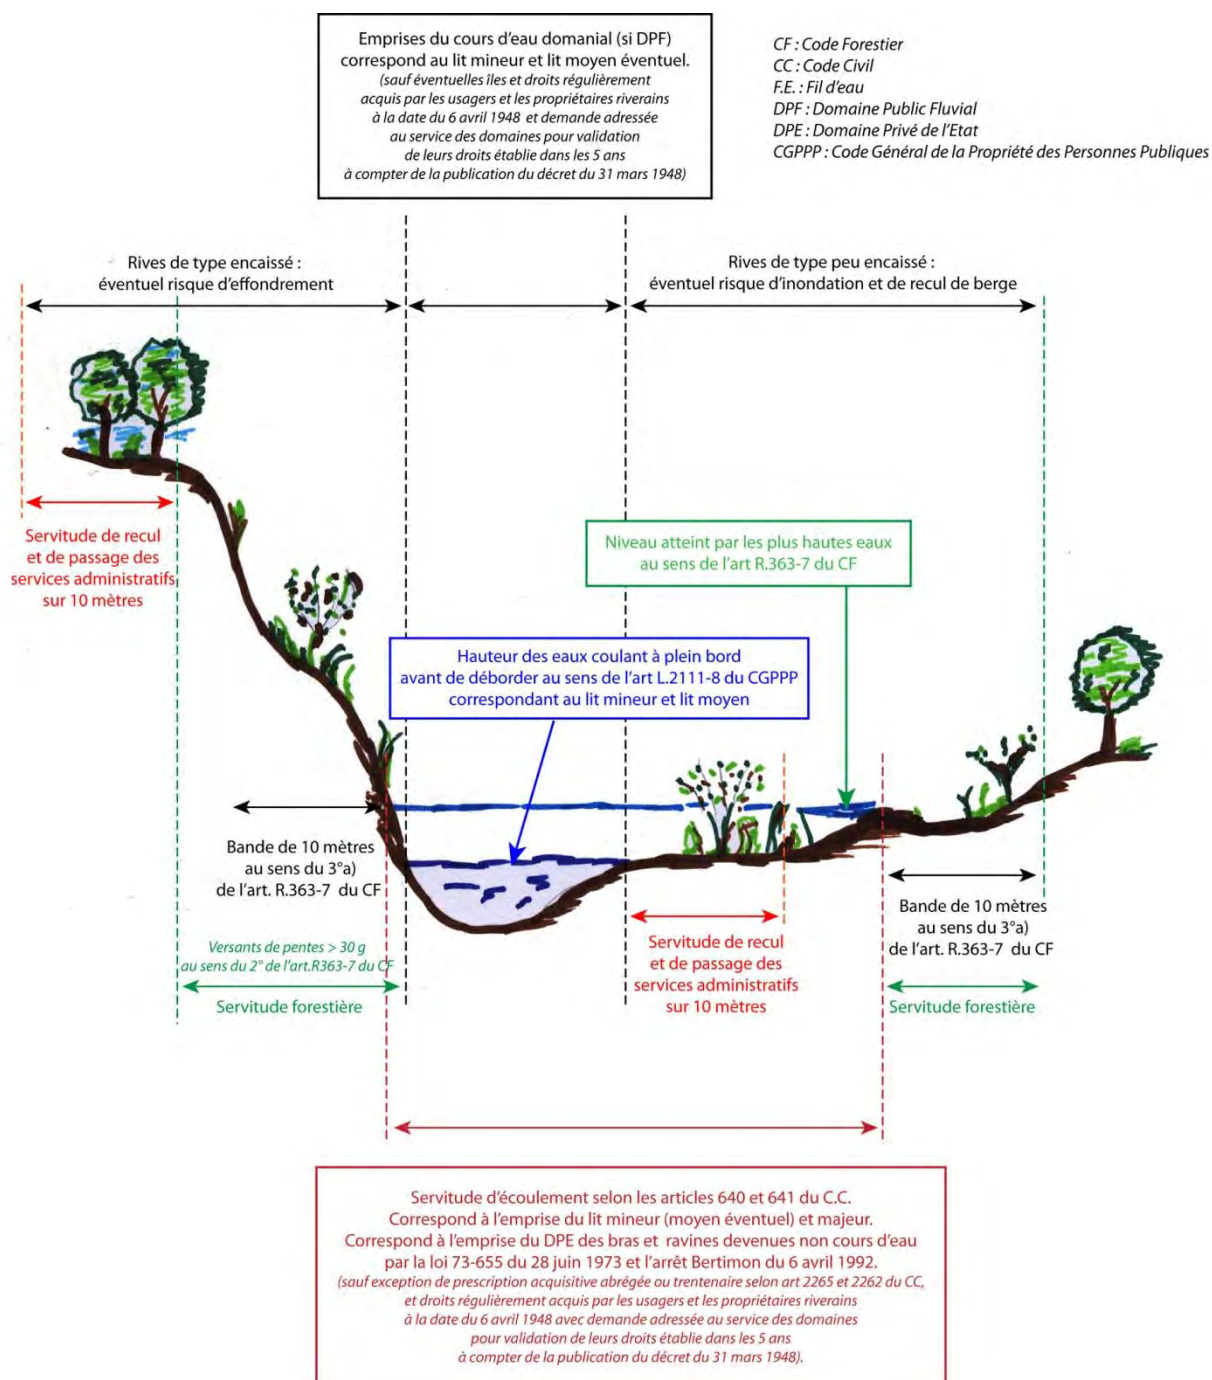 Emprises du cours d'eau domanial (si DPF)
correspond au lit mineur et lit moyen éventuel.
(sauf éventuelles îles et droits régulièrement
acquis par les usagers et les propriétaires riverains
à la date du 6 avril 1948 et demande adressée
au service des domaines pour validation
de leurs droits établie dans les 5 ans
à compter de la publication du décret du 31 mars 1948)
CF : Code Forestier
CC : Code Civil
F.E. : Fil d'eau
DPF : Domaine Public Fluvial
DPE : Domaine Privé de l'Etat
CGPPP : Code Général de la Propriété des Personnes Publiques
Rives de type encaissé :
éventuel risque d'effondrement
Rives de type peu encaissé :
éventuel risque d'inondation et de recul de berge
Servitude de recul
et de passage des
services administratifs
sur 10 mètres
Niveau atteint par les plus hautes eaux
au sens de l'art R.363-7 du CF
Hauteur des eaux coulant à plein bord
avant de déborder au sens de l'art L.2111-8 du CGPPP
correspondant au lit mineur et lit moyen
Bande de 10 mètres
au sens du 3°a)
de l'art. R.363-7 du CF
Versants de pentes > 30 g
au sens du 2° de l'art.R363-7 du CF
Servitude forestière
Servitude de recul
et de passage des
services administratifs
sur 10 mètres
Bande de 10 mètres
au sens du 3°a)
de l'art. R.363-7 du CF
Servitude forestière
Servitude d'écoulement selon les articles 640 et 641 du C.C.
Correspond à l'emprise du lit mineur (moyen éventuel) et majeur.
Correspond à l'emprise du DPE des bras et ravines devenues non cours d'eau
par la loi 73-655 du 28 juin 1973 et l'arrêt Bertimon du 6 avril 1992.
(sauf exception de prescription acquisitive abrégée ou trentenaire selon art 2265 et 2262 du CC,
et droits régulièrement acquis par les usagers et les propriétaires riverains
à la date du 6 avril 1948 avec demande adressée au service des domaines
pour validation de leurs droits établie dans les 5 ans
à compter de la publication du décret du 31 mars 1948).